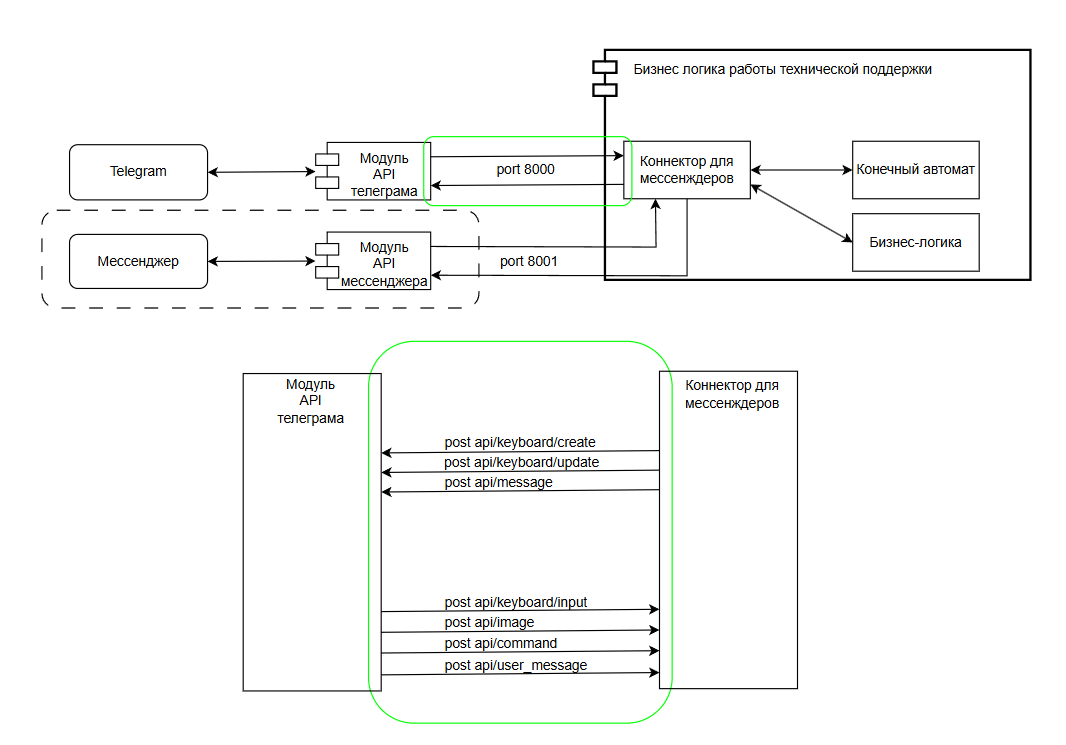 Бизнес логика работы технической поддержки
Telegram
Модуль
API
телеграма
port 8000
Коннектор для
мессенждеров
Конечный автомат
Бизнес-логика
Мессенджер
Модуль
API
мессенджера
port 8001
Модуль
API
телеграма
Коннектор для
мессенждеров
post api/keyboard/create
post api/keyboard/update
post api/message
post api/keyboard/input
post api/image
post api/command
post api/user_message